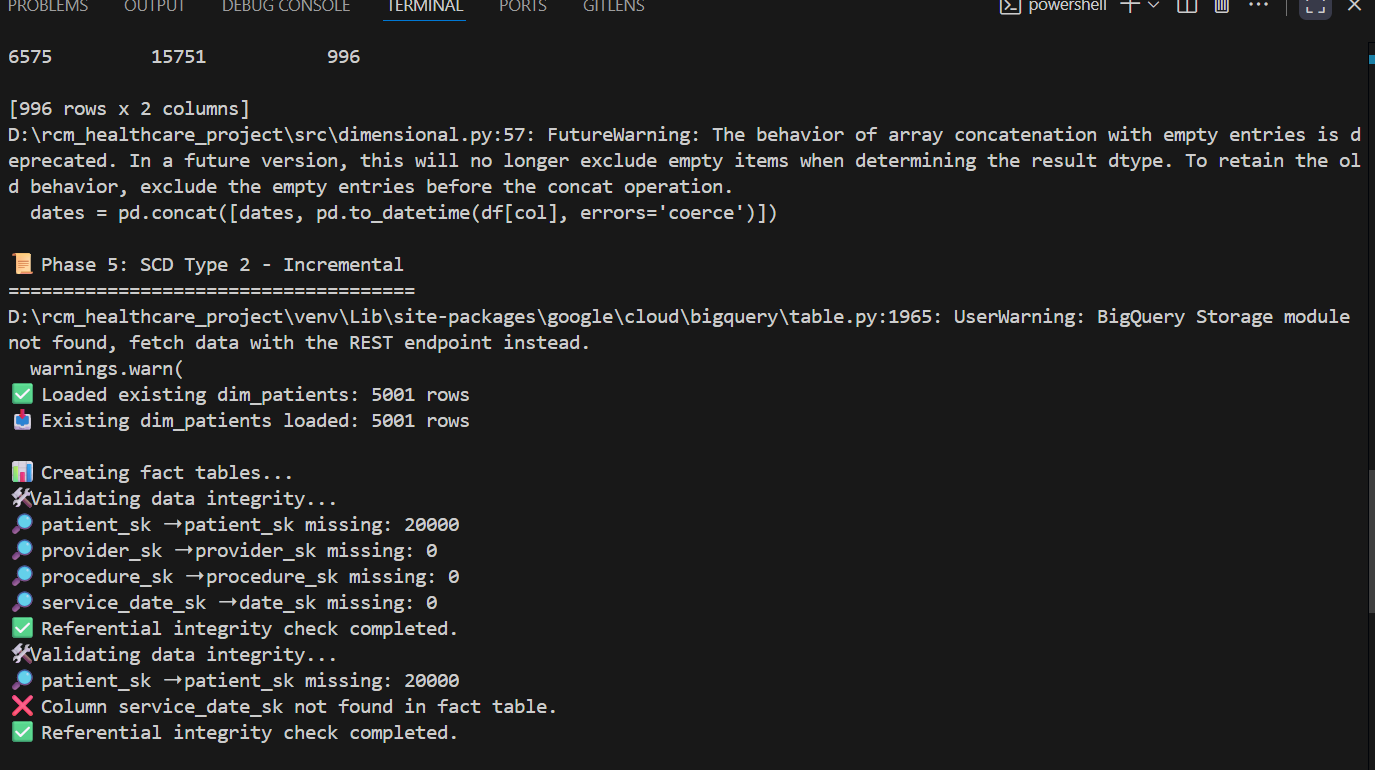 PROBLEMS OUTPUT DEBUG CONSOLE TERMINAL PORTS GITLENS powershell
6575 15751 996
[996 rows x 2 columns]
D:\rcm_healthcare_project\src\dimensional.py:57: FutureWarning: The behavior of array concatenation with empty entries is d
eprecated. In a future version, this will no longer exclude empty items when determining the result dtype. To retain the ol
d behavior, exclude the empty entries before the concat operation.
dates = pd.concat([dates, pd.to_datetime(df[col], errors='coerce')])
📜 Phase 5: SCD Type 2 - Incremental
=====================================
D:\rcm_healthcare_project\venv\Lib\site-packages\google\cloud\bigquery\table.py:1965: UserWarning: BigQuery Storage module
not found, fetch data with the REST endpoint instead.
warnings.warn(
✅ Loaded existing dim_patients: 5001 rows
📥 Existing dim_patients loaded: 5001 rows
📊 Creating fact tables...
🛠Validating data integrity...
🔎 patient_sk →patient_sk missing: 20000
🔎 provider_sk →provider_sk missing: 0
🔎 procedure_sk →procedure_sk missing: 0
🔎 service_date_sk →date_sk missing: 0
✅ Referential integrity check completed.
🛠Validating data integrity...
🔎 patient_sk →patient_sk missing: 20000
❌ Column service_date_sk not found in fact table.
✅ Referential integrity check completed.